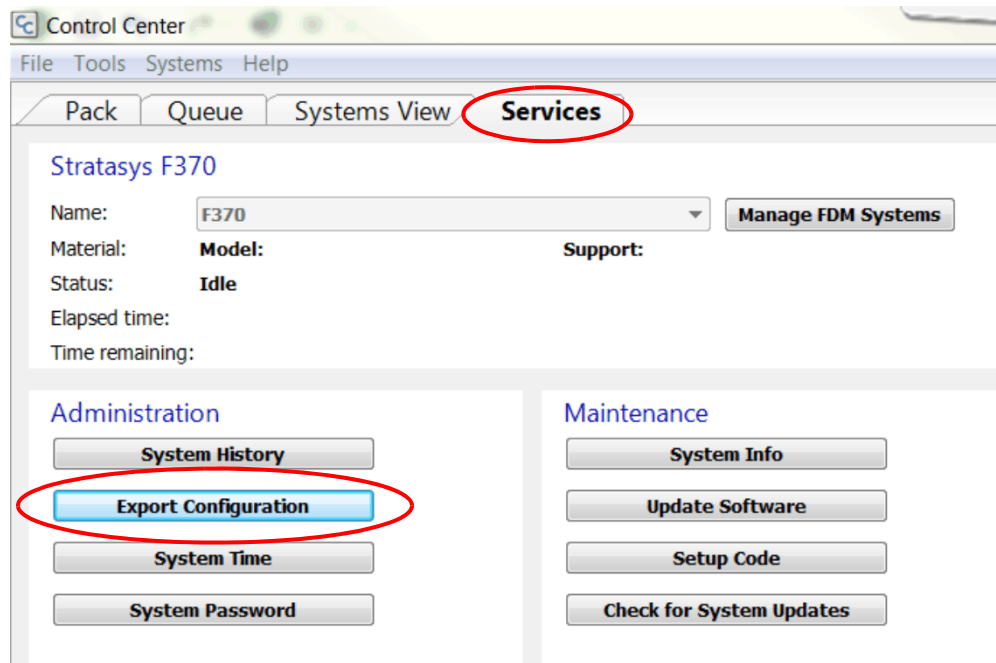 CC Control Center
File Tools Systems Help
Pack Queue Systems View Services
Stratasys F370
Name: F370 Manage FDM Systems
Material: Model: Support:
Status: Idle
Elapsed time:
Time remaining:
Administration
System History
Export Configuration
System Time
System Password
Maintenance
System Info
Update Software
Setup Code
Check for System Updates